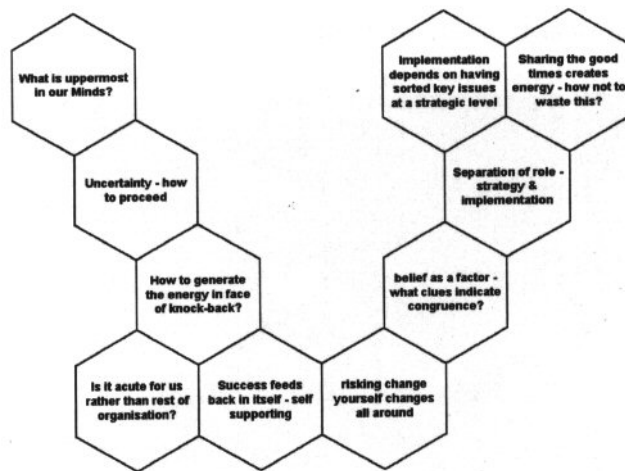 What is uppermost
in our Minds?
Implementation
depends on having
sorted key issues
at a strategic level
Sharing the good
times creates
energy - how not to
waste this?
Uncertainty - how
to proceed
Separation of role -
strategy &
implementation
How to generate
the energy in face
of knock-back?
belief as a factor -
what clues indicate
congruence?
Is it acute for us
rather than rest of
organisation?
Success feeds
back in itself - self
supporting
risking change
yourself changes
all around